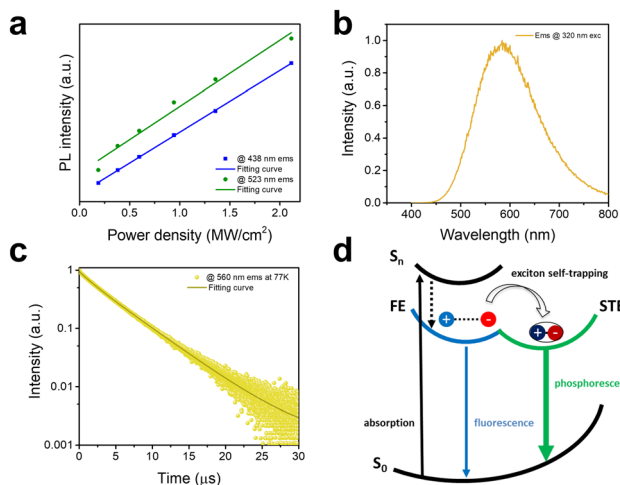 a
PL intensity (a.u.)
@ 438 nm ems
Fitting curve
@ 523 nm ems
Fitting curve
0.0 0.5 1.0 1.5 2.0
Power density (MW/cm²)
b
Intensity (a.u.)
1.0
0.8
0.6
0.4
0.2
0.0
Ems @ 320 nm exc
400 500 600 700 800
Wavelength (nm)
c
Intensity (a.u.)
1
0.1
0.01
0.001
@ 560 nm ems at 77K
Fitting curve
0 5 10 15 20 25 30
Time (μs)
d
Sn
exciton self-trapping
FE
STE
+ -
+ -
phosphoresce
absorption
fluorescence
S0